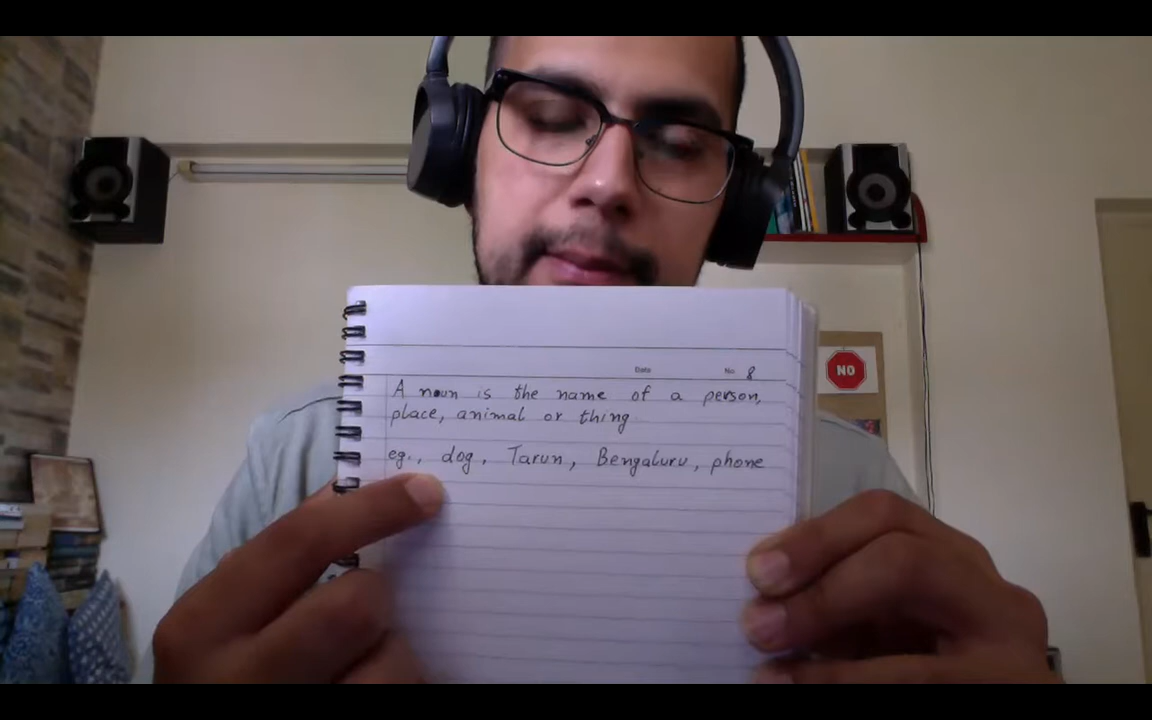 Date No 8
A noun is the name of a person,
place, animal or thing.
eg., dog, Tarun, Bengaluru, phone
NO